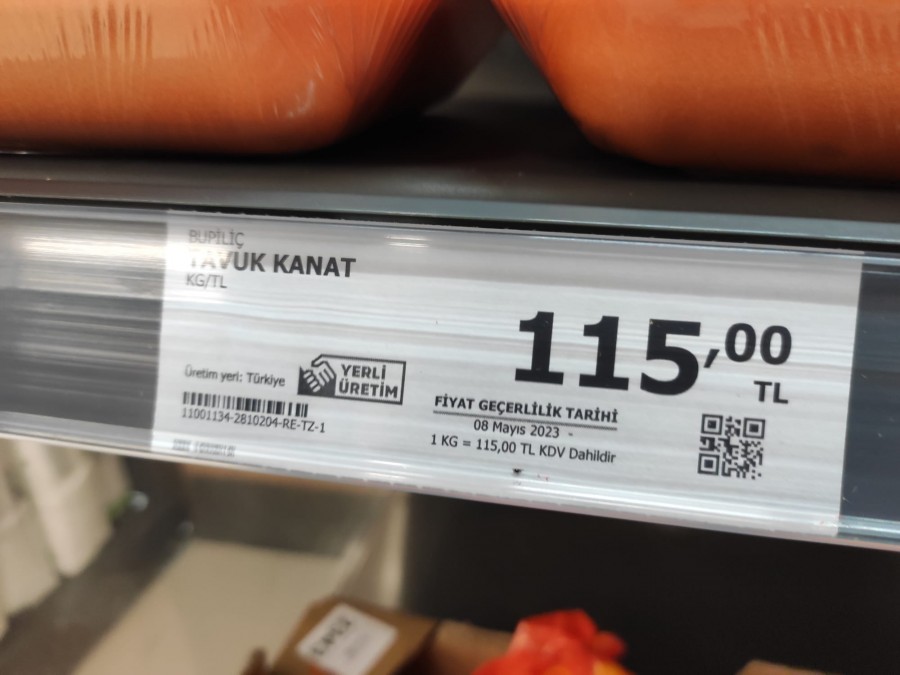 BUPİLİÇ
TAVUK KANAT
KG/TL
115,00
TL
Üretim yeri: Türkiye
YERLİ
ÜRETİM
FİYAT GEÇERLİLİK TARİHİ
08 Mayıs 2023
11001134-2810204-RE-TZ-1
1 KG = 115,00 TL KDV Dahildir